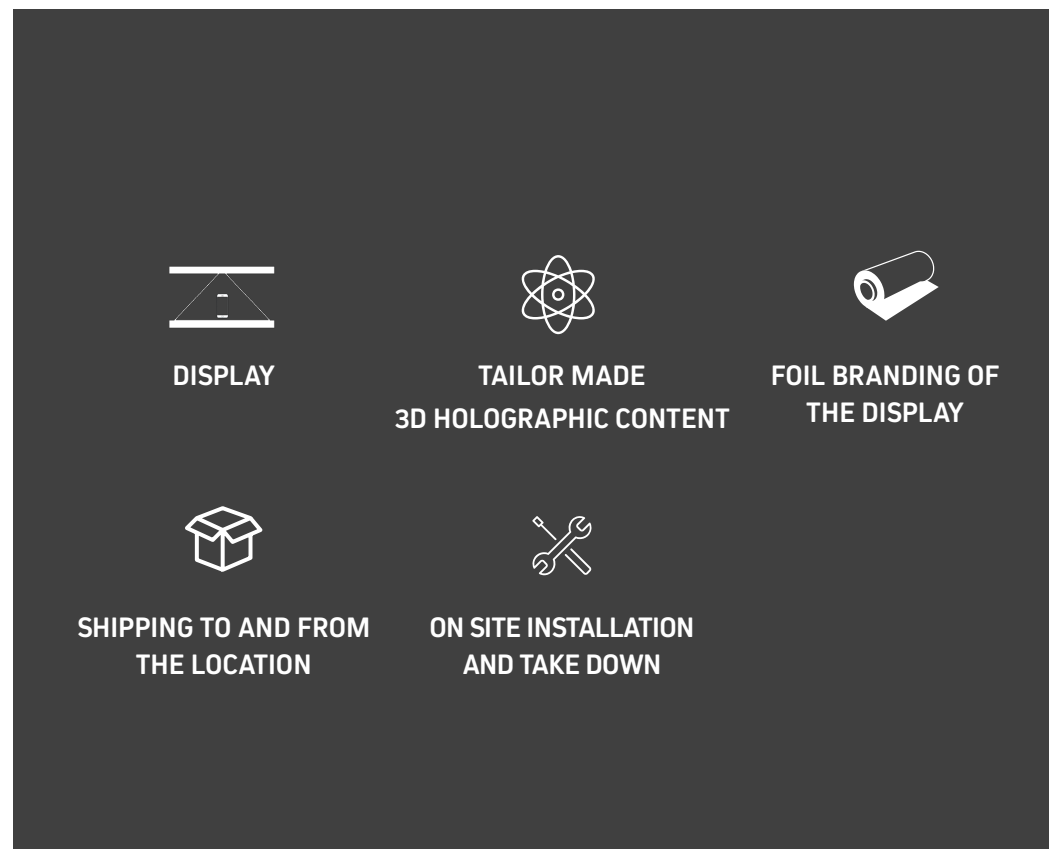 DISPLAY
TAILOR MADE
3D HOLOGRAPHIC CONTENT
FOIL BRANDING OF
THE DISPLAY
SHIPPING TO AND FROM
THE LOCATION
ON SITE INSTALLATION
AND TAKE DOWN